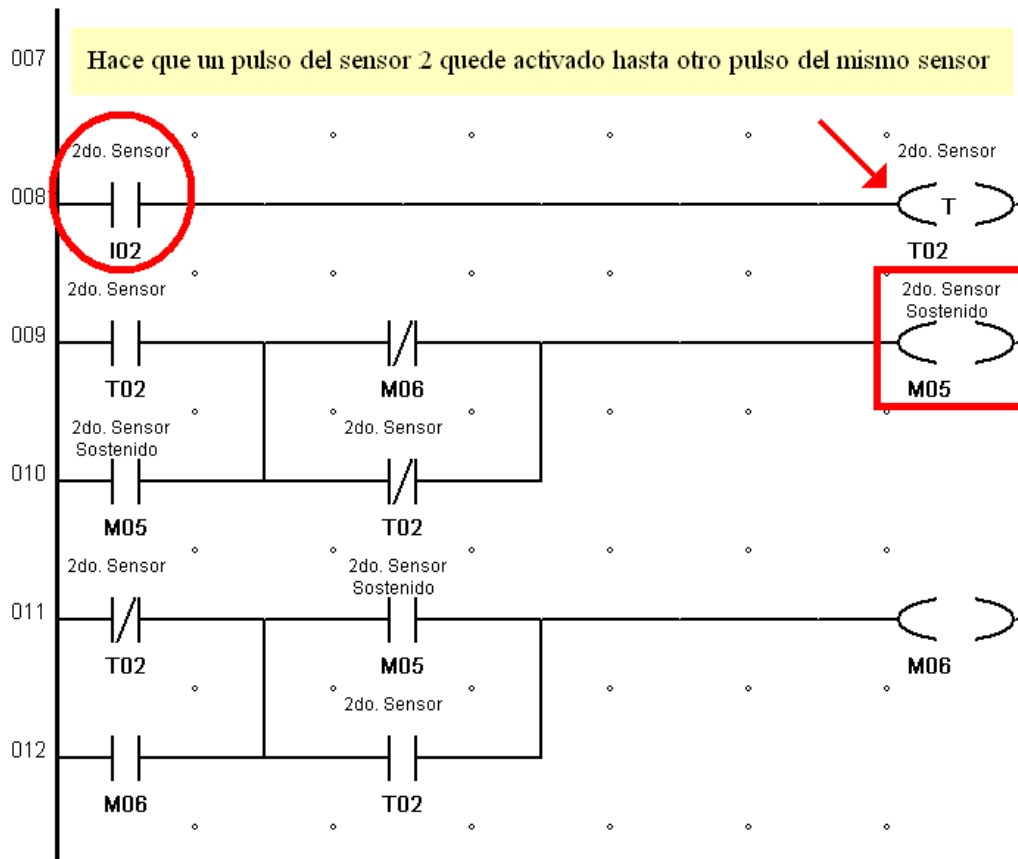 007
Hace que un pulso del sensor 2 quede activado hasta otro pulso del mismo sensor
2do. Sensor
2do. Sensor
008
T
I02
T02
2do. Sensor
2do. Sensor
Sostenido
009
T02
M06
M05
2do. Sensor
Sostenido
2do. Sensor
010
M05
T02
2do. Sensor
2do. Sensor
Sostenido
011
T02
M05
M06
2do. Sensor
012
M06
T02